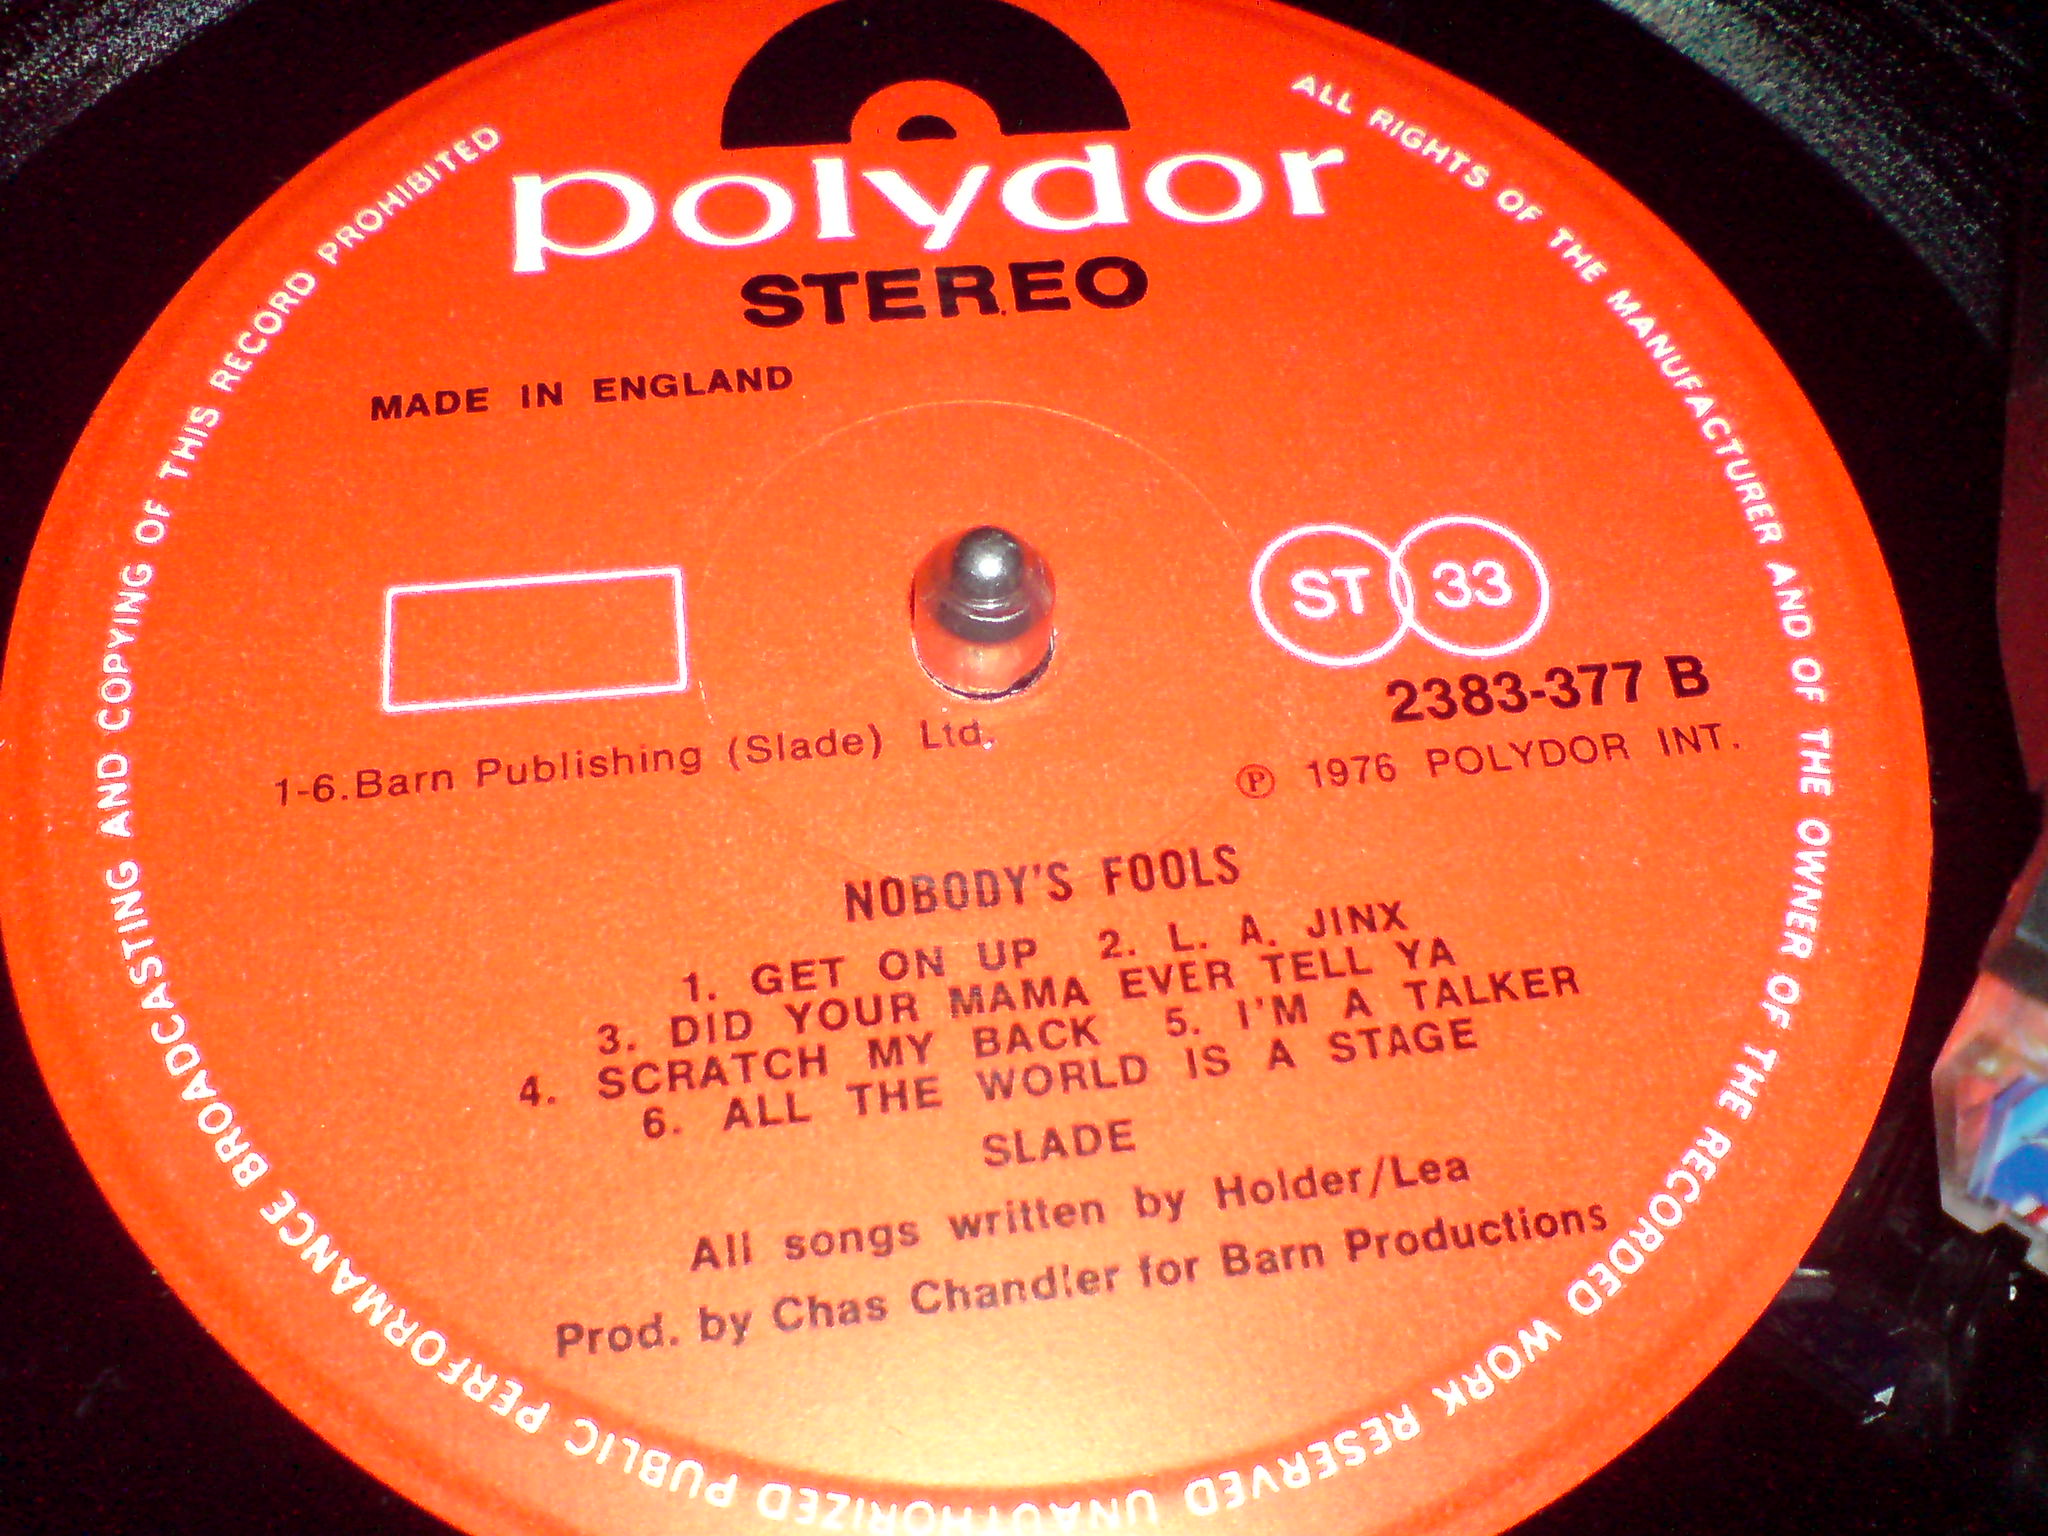 polydor
STEREO
MADE IN ENGLAND
ST 33
2383-377 B
1-6.Barn Publishing (Slade) Ltd.
Ⓟ 1976 POLYDOR INT.
NOBODY'S FOOLS
1. GET ON UP 2. L. A. JINX
3. DID YOUR MAMA EVER TELL YA
4. SCRATCH MY BACK 5. I'M A TALKER
6. ALL THE WORLD IS A STAGE
SLADE
All songs written by Holder/Lea
Prod. by Chas Chandler for Barn Productions
ALL RIGHTS OF THE MANUFACTURER AND OF THE OWNER OF THE RECORDED WORK RESERVED UNAUTHORIZED PUBLIC PERFORMANCE BROADCASTING AND COPYING OF THIS RECORD PROHIBITED